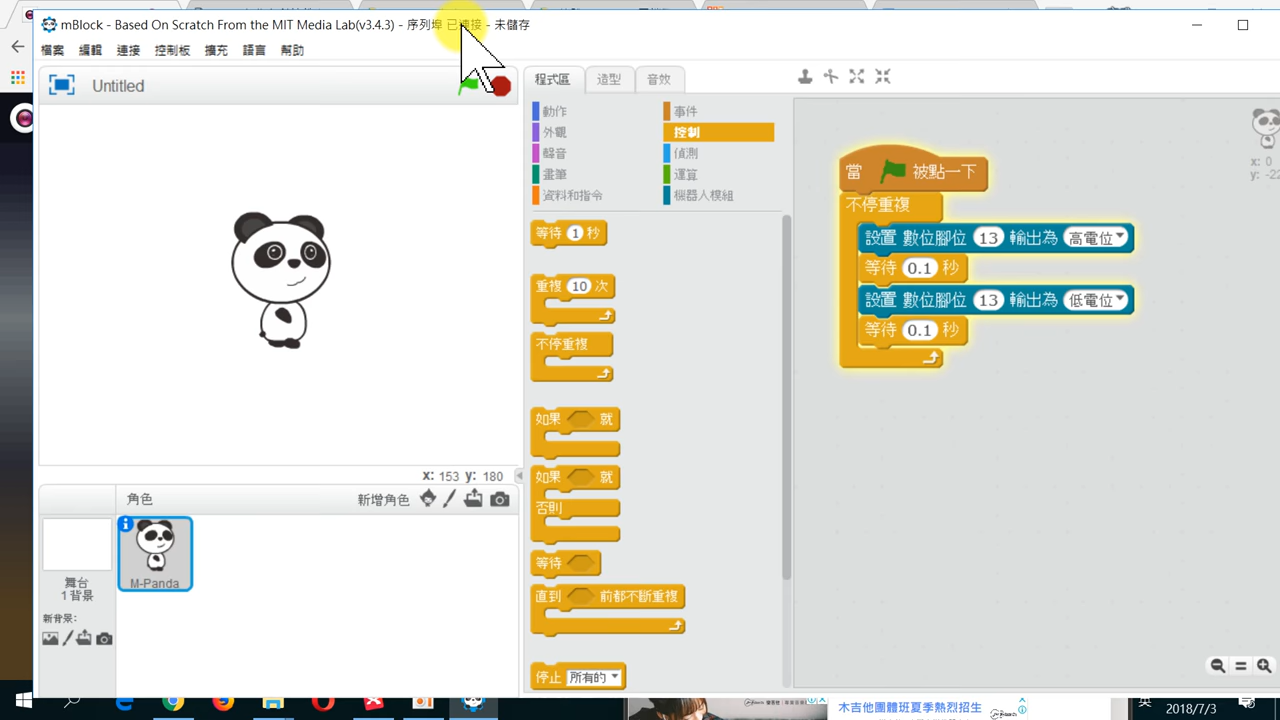 mBlock - Based On Scratch From the MIT Media Lab(v3.4.3) - 序列埠 已連接 - 未儲存
檔案 編輯 連接 控制板 擴充 語言 幫助
Untitled
程式區 造型 音效
動作 事件
外觀 控制
聲音 偵測
畫筆 運算
資料和指令 機器人模組
等待 1 秒
重複 10 次
不停重複
如果 就
如果 就
否則
等待
直到 前都不斷重複
停止 所有的
當 被點一下
不停重複
設置 數位腳位 13 輸出為 高電位
等待 0.1 秒
設置 數位腳位 13 輸出為 低電位
等待 0.1 秒
x: 0
y: -22
x: 153 y: 180
角色 新增角色
M-Panda
舞台
1 背景
新背景:
木吉他團體班夏季熱烈招生
英
2018/7/3